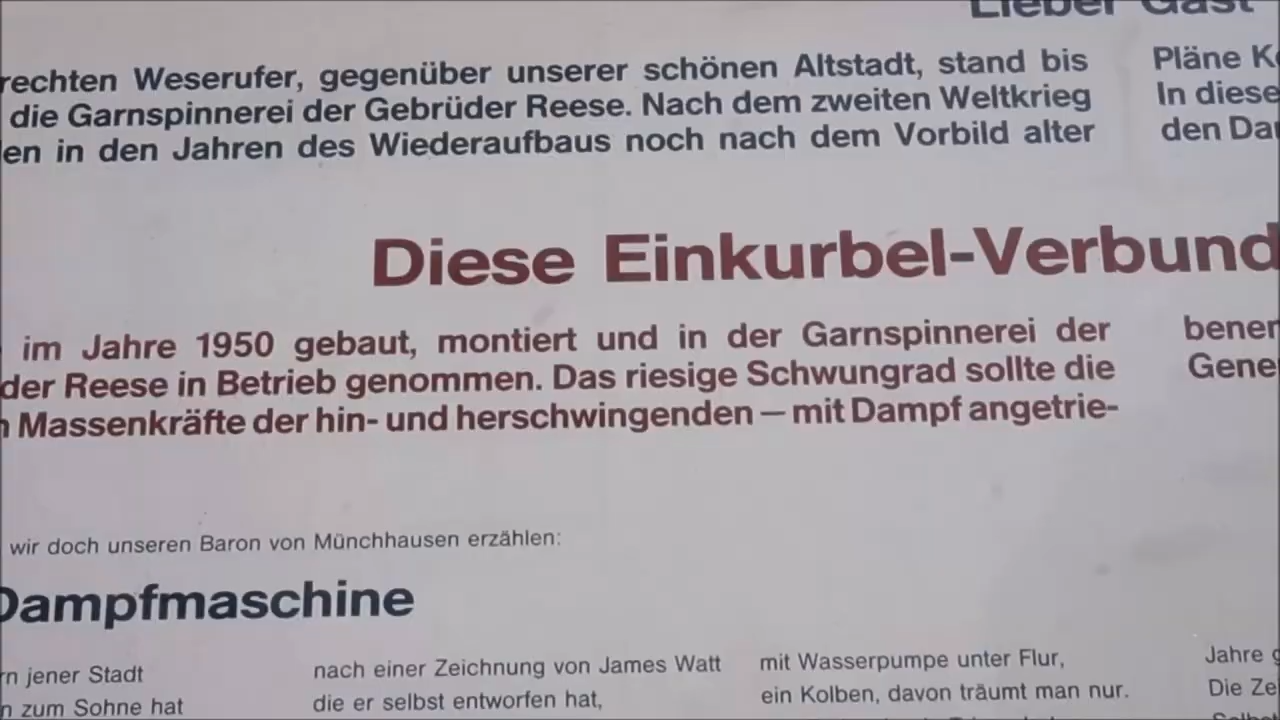 Lieber Gast
rechten Weserufer, gegenüber unserer schönen Altstadt, stand bis
die Garnspinnerei der Gebrüder Reese. Nach dem zweiten Weltkrieg
en in den Jahren des Wiederaufbaus noch nach dem Vorbild alter
Pläne
In diese
den
Diese Einkurbel-Verbund
im Jahre 1950 gebaut, montiert und in der Garnspinnerei der
der Reese in Betrieb genommen. Das riesige Schwungrad sollte die
Massenkräfte der hin- und herschwingenden — mit Dampf angetrie-
bener
Gene
wir doch unseren Baron von Münchhausen erzählen:
Dampfmaschine
rn jener Stadt
n zum Sohne hat
nach einer Zeichnung von James Watt
die er selbst entworfen hat,
mit Wasserpumpe unter Flur,
ein Kolben, davon träumt man nur.
Jahre
Die